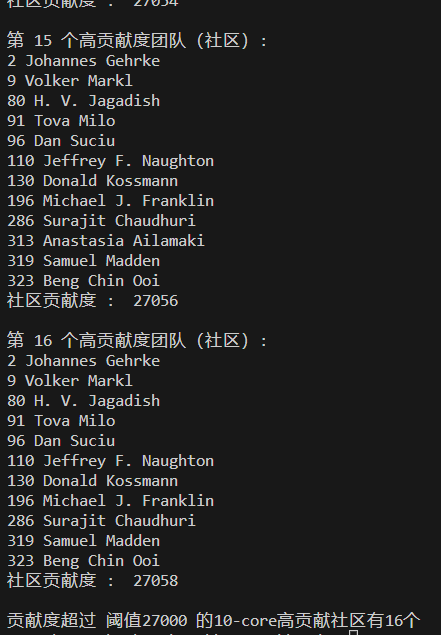 社区贡献度 :  27054
第 15 个高贡献度团队（社区）:
2 Johannes Gehrke
9 Volker Markl
80 H. V. Jagadish
91 Tova Milo
96 Dan Suciu
110 Jeffrey F. Naughton
130 Donald Kossmann
196 Michael J. Franklin
286 Surajit Chaudhuri
313 Anastasia Ailamaki
319 Samuel Madden
323 Beng Chin Ooi
社区贡献度 :  27056
第 16 个高贡献度团队（社区）:
2 Johannes Gehrke
9 Volker Markl
80 H. V. Jagadish
91 Tova Milo
96 Dan Suciu
110 Jeffrey F. Naughton
130 Donald Kossmann
196 Michael J. Franklin
286 Surajit Chaudhuri
319 Samuel Madden
323 Beng Chin Ooi
社区贡献度 :  27058
贡献度超过 阈值27000 的10-core高贡献社区有16个